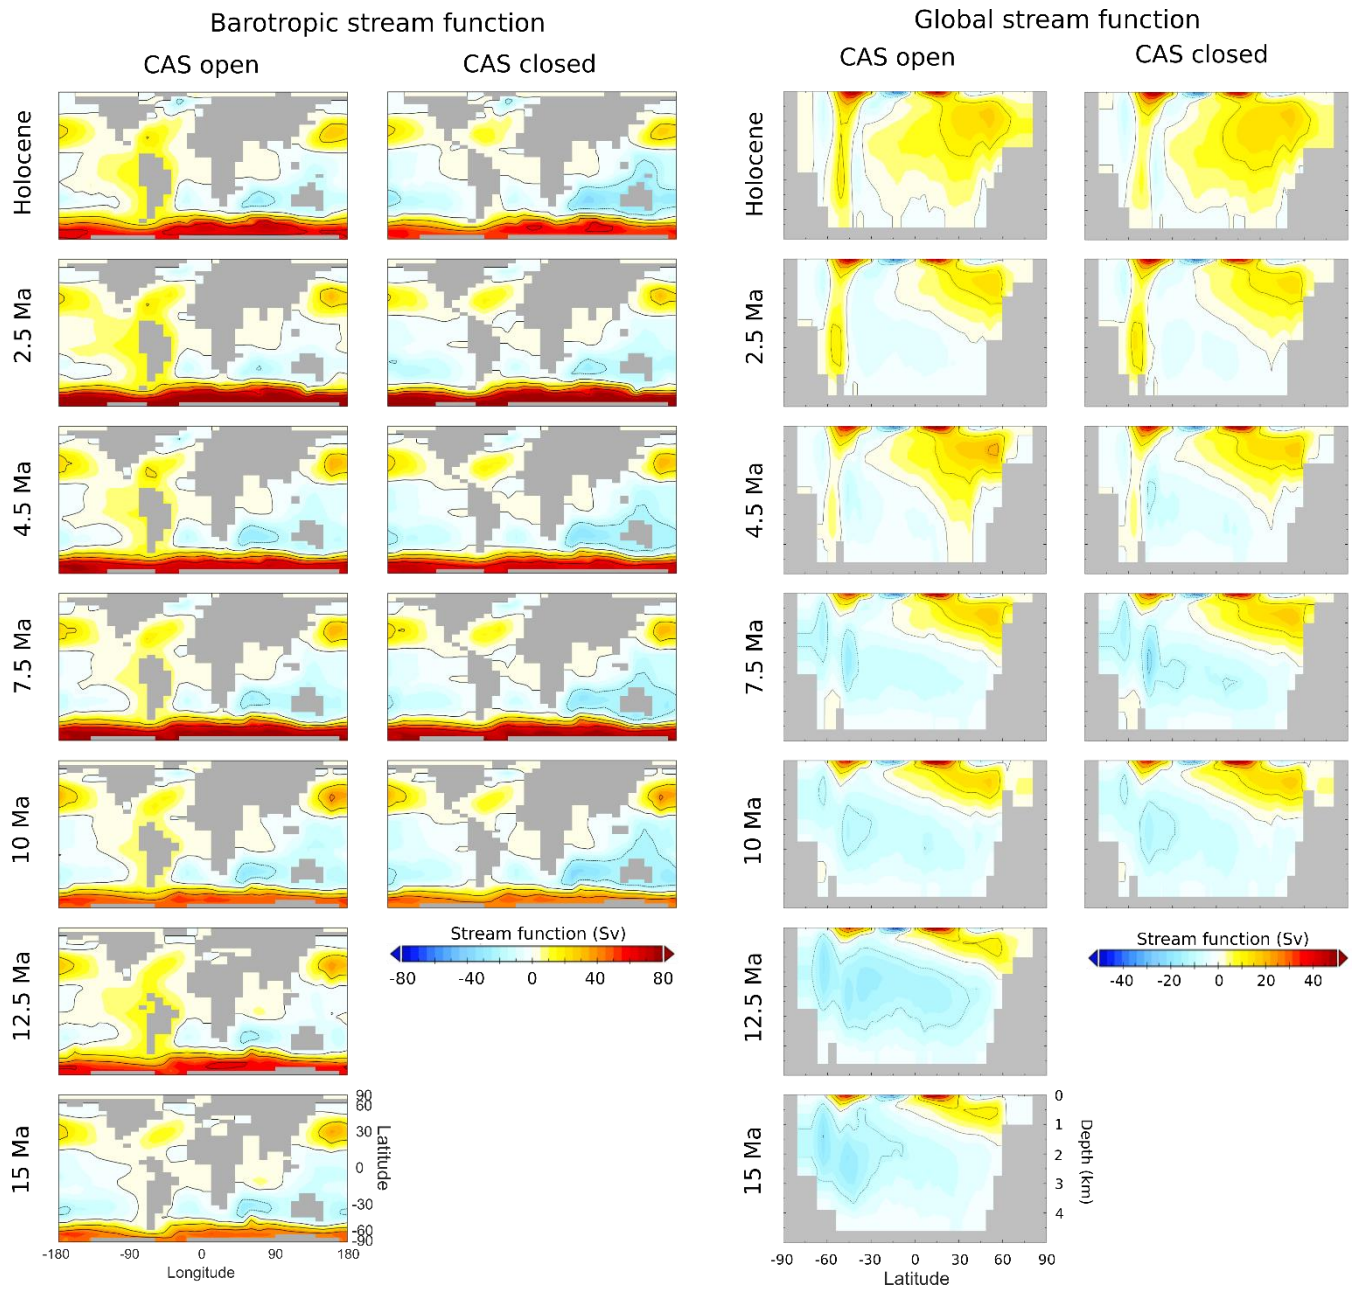 Barotropic stream function
Global stream function
CAS open
CAS closed
CAS open
CAS closed
Holocene
Holocene
2.5 Ma
2.5 Ma
4.5 Ma
4.5 Ma
7.5 Ma
7.5 Ma
10 Ma
10 Ma
Stream function (Sv)
-80 -40 0 40 80
Stream function (Sv)
-40 -20 0 20 40
12.5 Ma
12.5 Ma
15 Ma
90
60
30
0
-30
-60
-90
Latitude
-180 -90 0 90 180
Longitude
15 Ma
0
1
2
3
4
Depth (km)
-90 -60 -30 0 30 60 90
Latitude